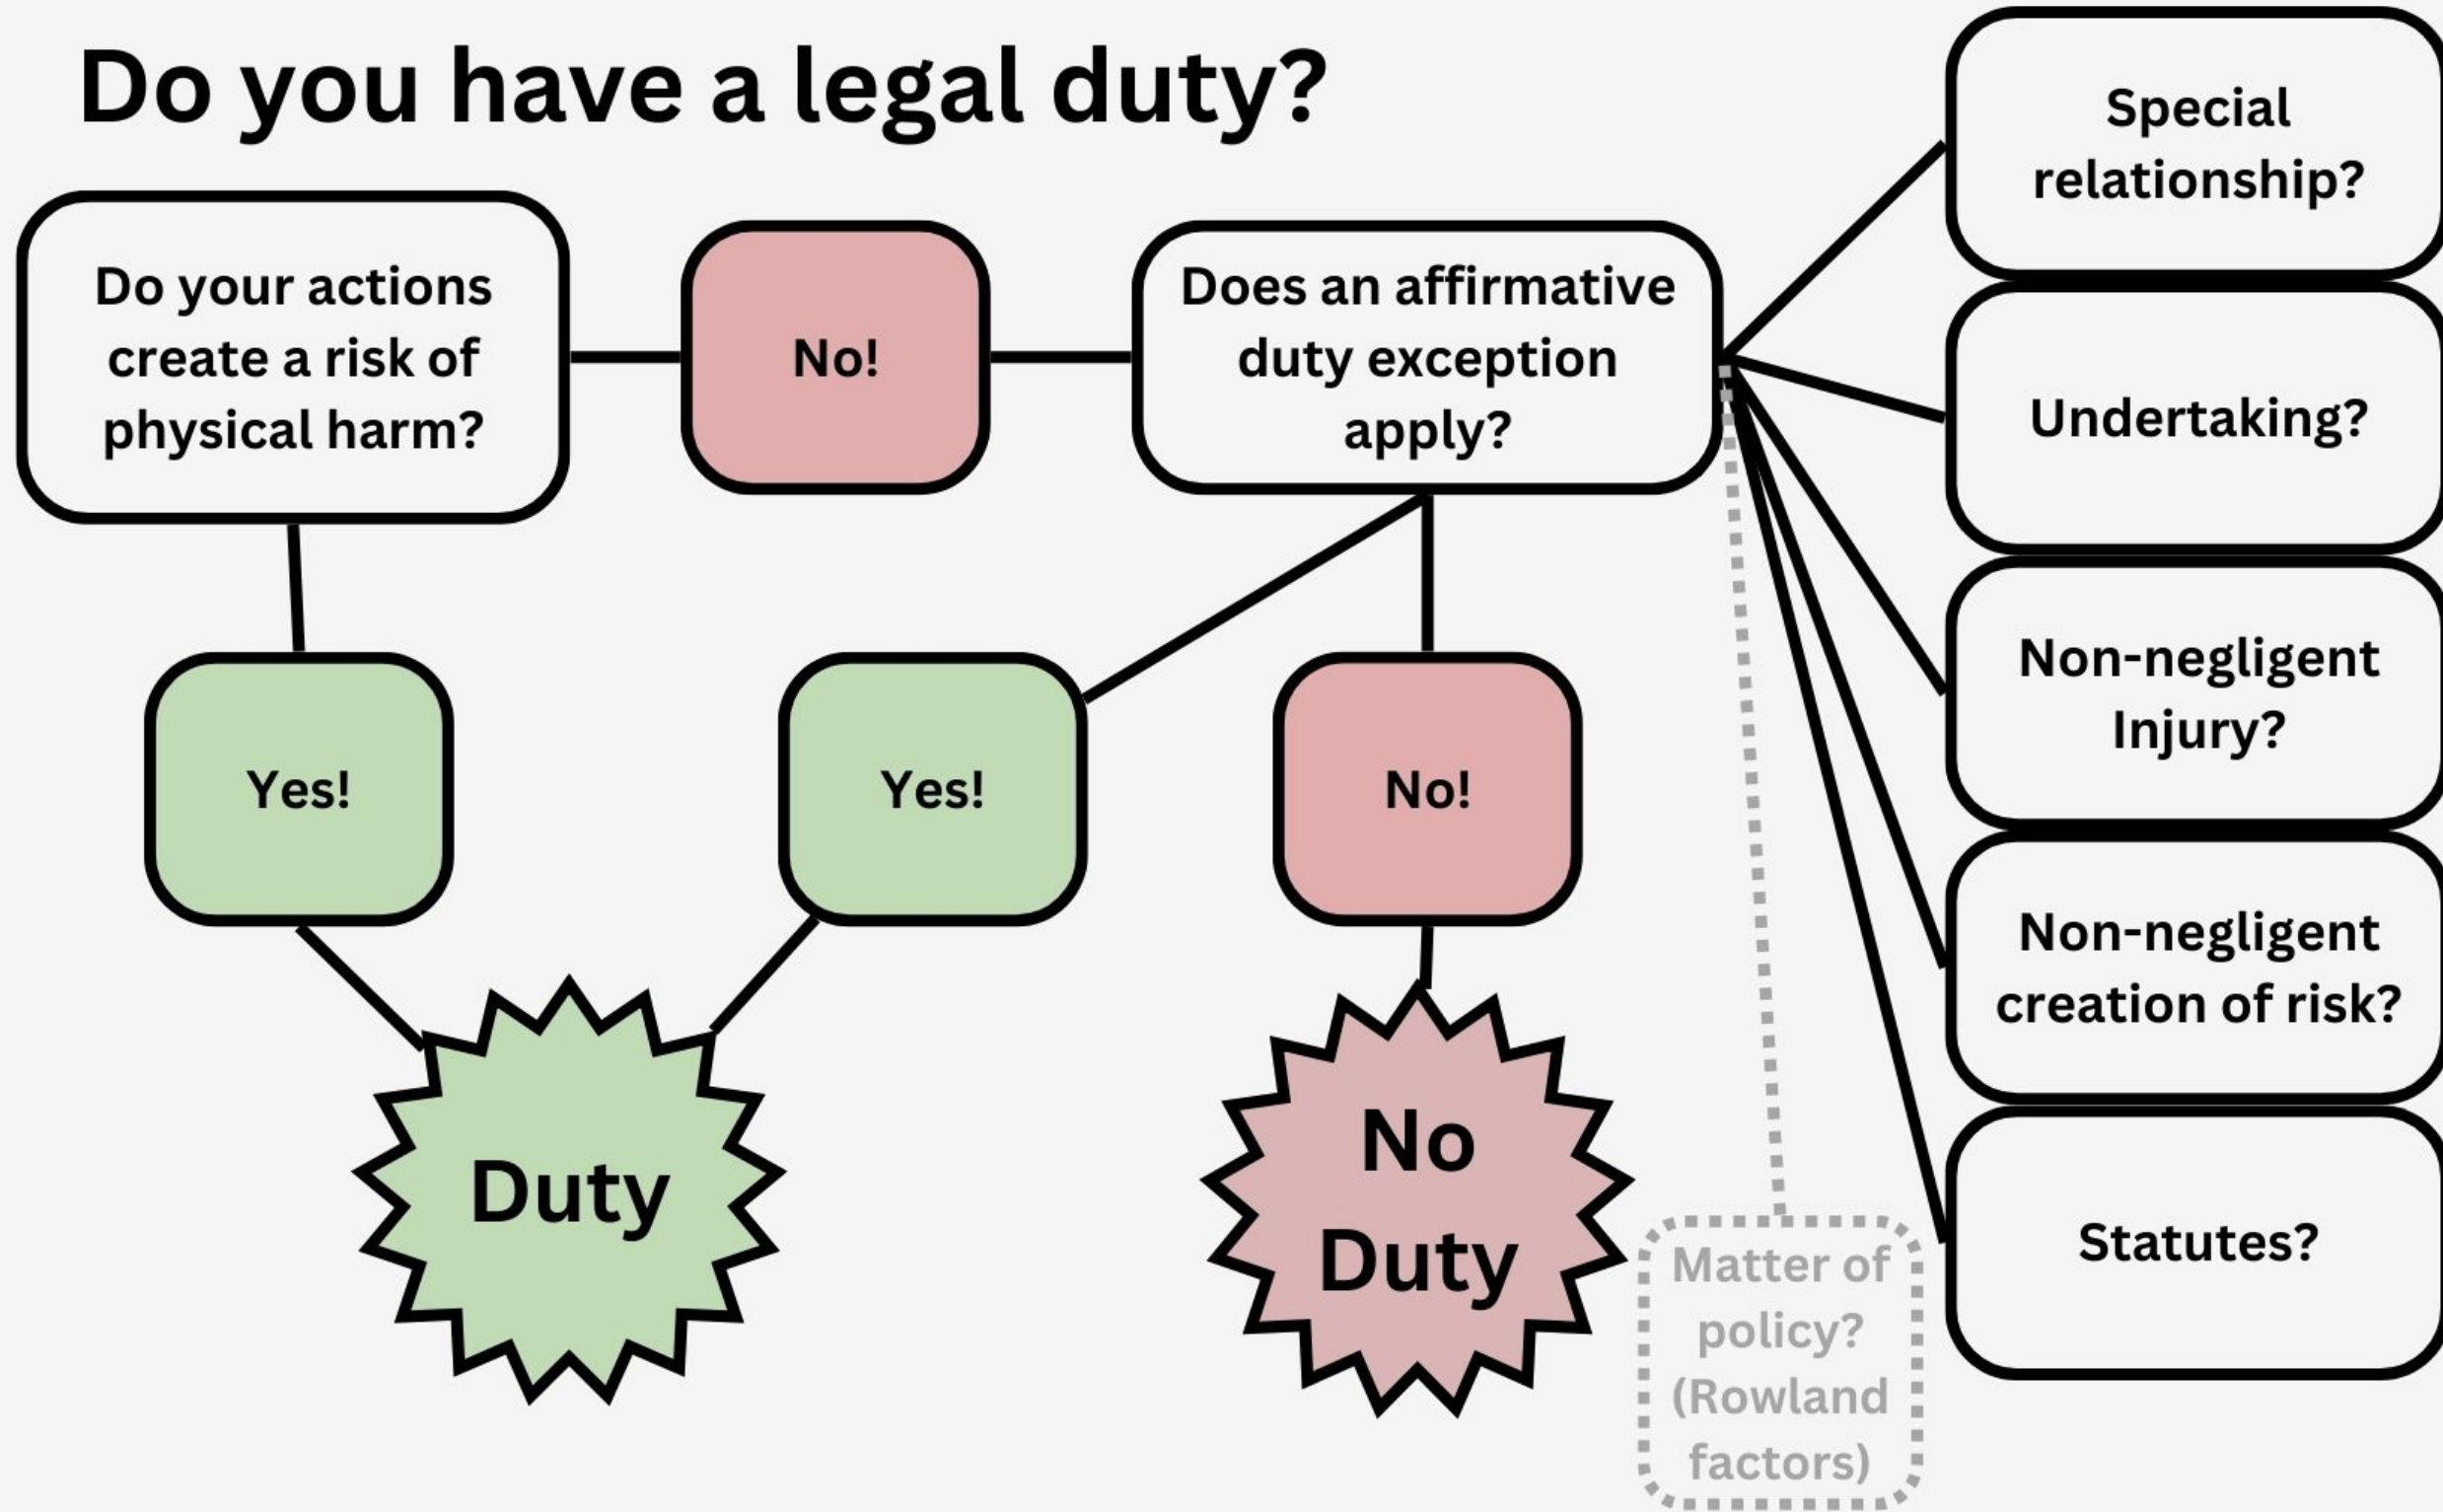 Do you have a legal duty?
Do your actions
create a risk of
physical harm?
No!
Does an affirmative
duty exception
apply?
Special
relationship?
Undertaking?
Non-negligent
Injury?
Non-negligent
creation of risk?
Statutes?
Yes!
Yes!
No!
Duty
No
Duty
Matter of
policy?
(Rowland
factors)